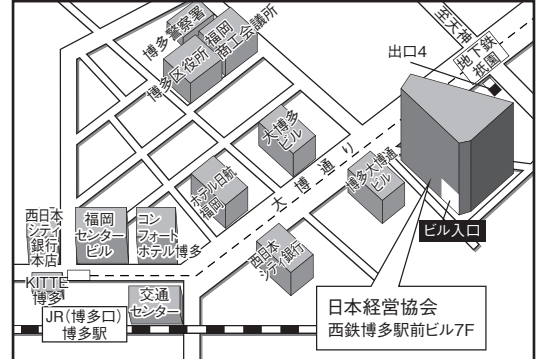 博多警察署
福岡
商工会議所
博多区役所
至天神
出口4
地下鉄
祇園
大博多
ビル
大博通り
博多大博通
ビル
ホテル日航
福岡
西日本
シティ
銀行
本店
福岡
センター
ビル
コン
フォート
ホテル博多
西日本
シティ銀行
ビル入口
KITTE
博多
交通
センター
JR(博多口)
博多駅
日本経営協会
西鉄博多駅前ビル7F